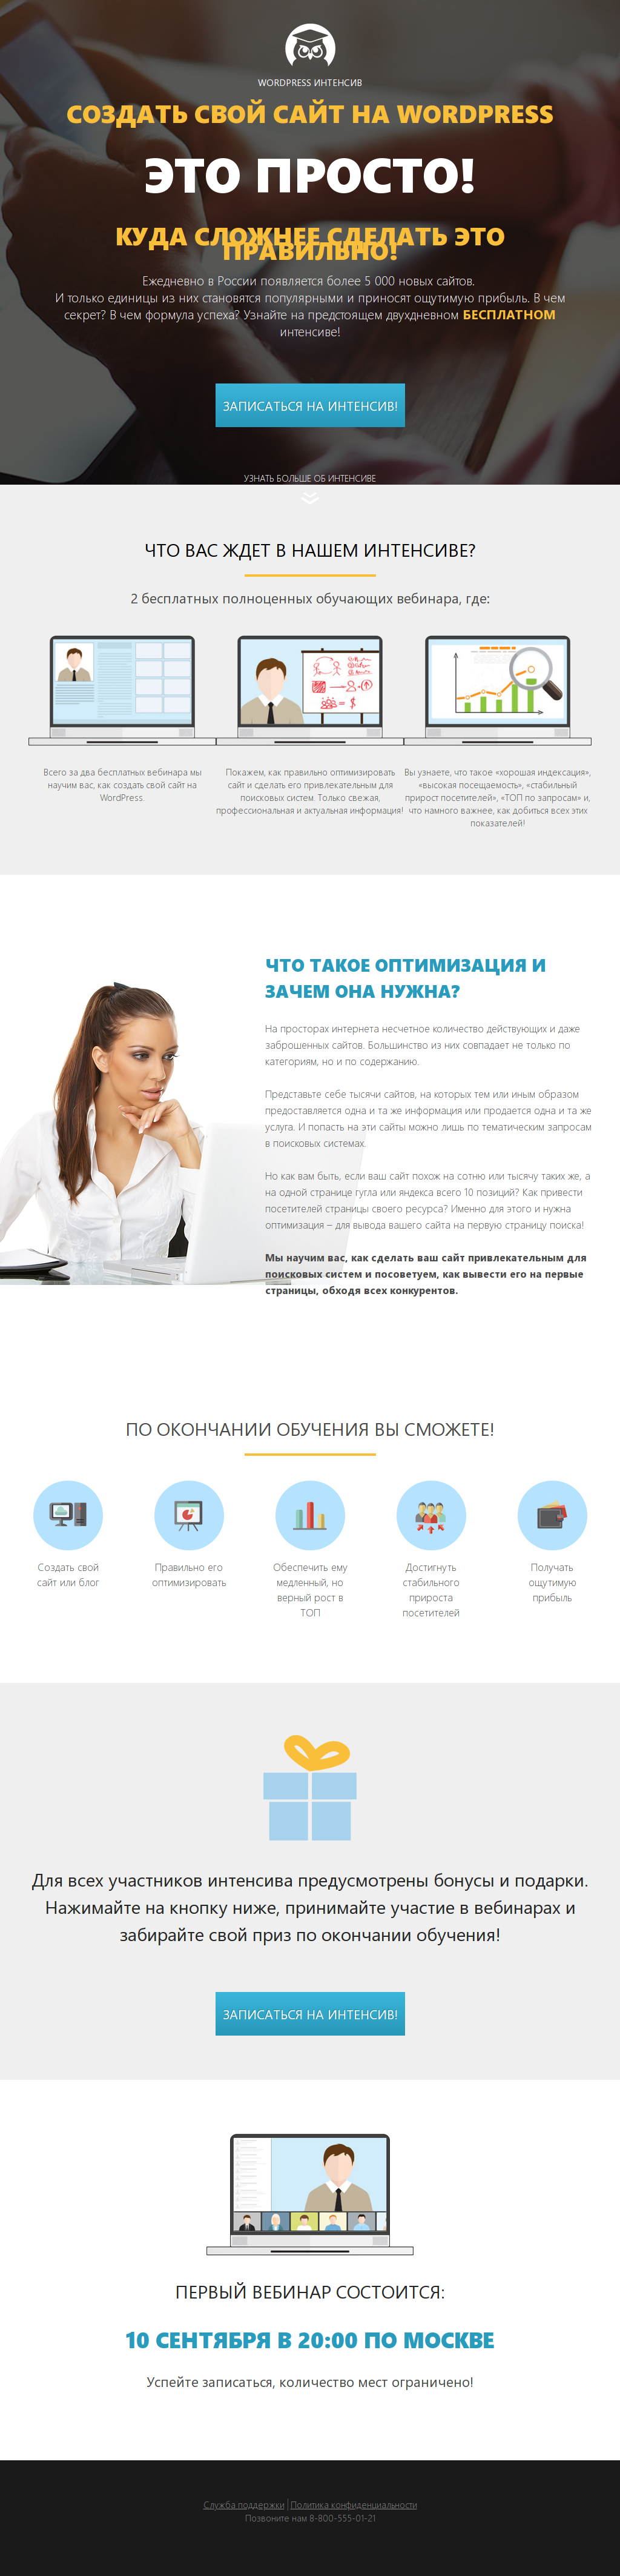 WORDPRESS ИНТЕНСИВ
СОЗДАТЬ СВОЙ САЙТ НА WORDPRESS
ЭТО ПРОСТО!
КУДА СЛОЖНЕЕ СДЕЛАТЬ ЭТО
ПРАВИЛЬНО!
Ежедневно в России появляется более 5 000 новых сайтов.
И только единицы из них становятся популярными и приносят ощутимую прибыль. В чем
секрет? В чем формула успеха? Узнайте на предстоящем двухдневном БЕСПЛАТНОМ
интенсиве!
ЗАПИСАТЬСЯ НА ИНТЕНСИВ!
УЗНАТЬ БОЛЬШЕ ОБ ИНТЕНСИВЕ
ЧТО ВАС ЖДЕТ В НАШЕМ ИНТЕНСИВЕ?
2 бесплатных полноценных обучающих вебинара, где:
Всего за два бесплатных вебинара мы
научим вас, как создать свой сайт на
WordPress.
Покажем, как правильно оптимизировать
сайт и сделать его привлекательным для
поисковых систем. Только свежая,
профессиональная и актуальная информация!
Вы узнаете, что такое «хорошая индексация»,
«высокая посещаемость», «стабильный
прирост посетителей», «ТОП по запросам» и,
что намного важнее, как добиться всех этих
показателей!
ЧТО ТАКОЕ ОПТИМИЗАЦИЯ И
ЗАЧЕМ ОНА НУЖНА?
На просторах интернета несчетное количество действующих и даже
заброшенных сайтов. Большинство из них совпадает не только по
категориям, но и по содержанию.
Представьте себе тысячи сайтов, на которых тем или иным образом
предоставляется одна и та же информация или продается одна и та же
услуга. И попасть на эти сайты можно лишь по тематическим запросам
в поисковых системах.
Но как вам быть, если ваш сайт похож на сотню или тысячу таких же, а
на одной странице гугла или яндекса всего 10 позиций? Как привести
посетителей страницы своего ресурса? Именно для этого и нужна
оптимизация – для вывода вашего сайта на первую страницу поиска!
Мы научим вас, как сделать ваш сайт привлекательным для
поисковых систем и посоветуем, как вывести его на первые
страницы, обходя всех конкурентов.
ПО ОКОНЧАНИИ ОБУЧЕНИЯ ВЫ СМОЖЕТЕ!
Создать свой
сайт или блог
Правильно его
оптимизировать
Обеспечить ему
медленный, но
верный рост в
ТОП
Достигнуть
стабильного
прироста
посетителей
Получать
ощутимую
прибыль
Для всех участников интенсива предусмотрены бонусы и подарки.
Нажимайте на кнопку ниже, принимайте участие в вебинарах и
забирайте свой приз по окончании обучения!
ЗАПИСАТЬСЯ НА ИНТЕНСИВ!
ПЕРВЫЙ ВЕБИНАР СОСТОИТСЯ:
10 СЕНТЯБРЯ В 20:00 ПО МОСКВЕ
Успейте записаться, количество мест ограничено!
Служба поддержки | Политика конфиденциальности
Позвоните нам 8-800-555-01-21